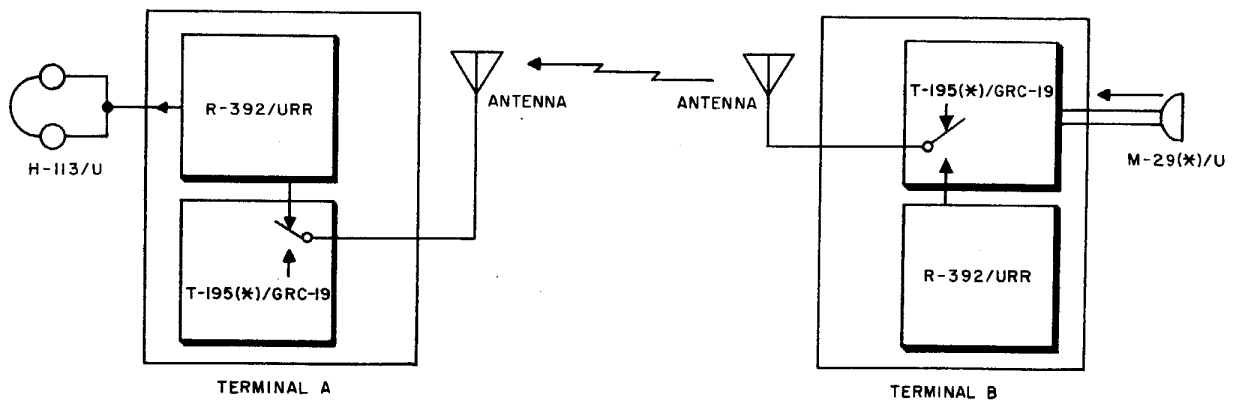 R-392/URR
ANTENNA
H-113/U
T-195(*)/GRC-19
TERMINAL A
ANTENNA
T-195(*)/GRC-19
M-29(*)/U
R-392/URR
TERMINAL B